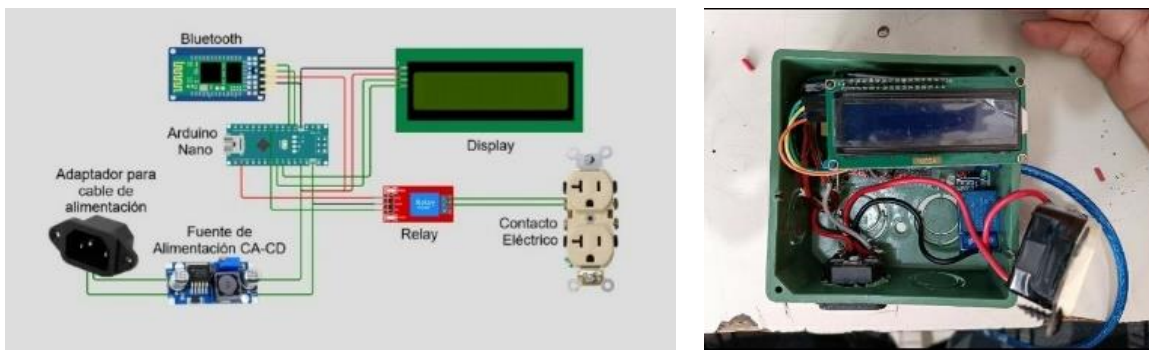 Bluetooth
Arduino
Nano
Display
Adaptador para
cable de
alimentación
Fuente de
Alimentación CA-CD
Relay
Contacto
Eléctrico